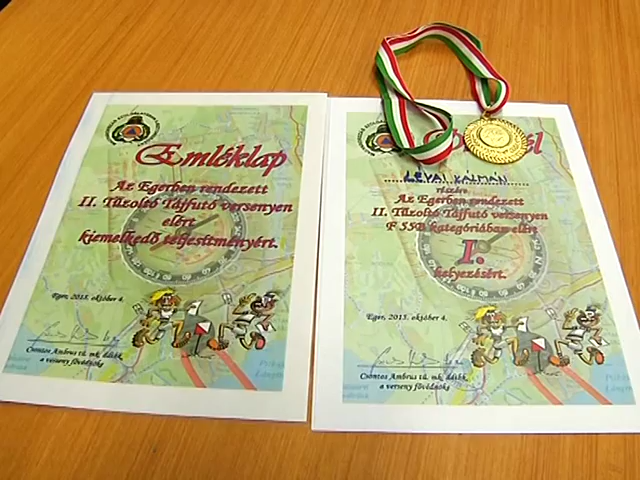 Emléklap
Az Egerben rendezett
II. Tűzoltó Tájfutó versenyen
elért
kiemelkedő teljesítményért.
Eger, 2015. október 4.
Csontos Ambrus tű. mk. ddtbk.
a verseny fővédnöke
LÉVAI KÁLMÁN
részére
Az Egerben rendezett
II. Tűzoltó Tájfutó versenyen
F 55B kategóriában elért
I.
helyezésért.
Eger, 2015. október 4.
Csontos Ambrus tű. mk. ddtbk.
a verseny fővédnöke